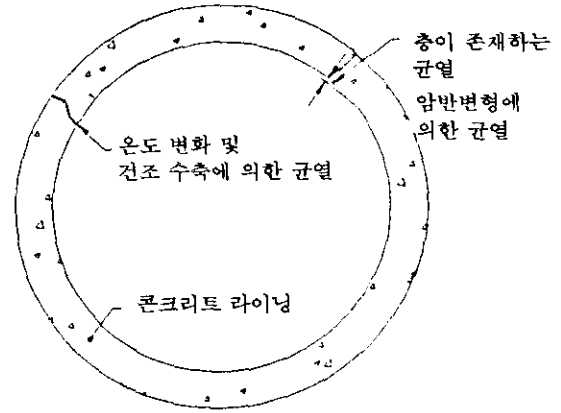 층이 존재하는
균열
암반변형에
의한 균열
온도 변화 및
건조 수축에 의한 균열
콘크리트 라이닝